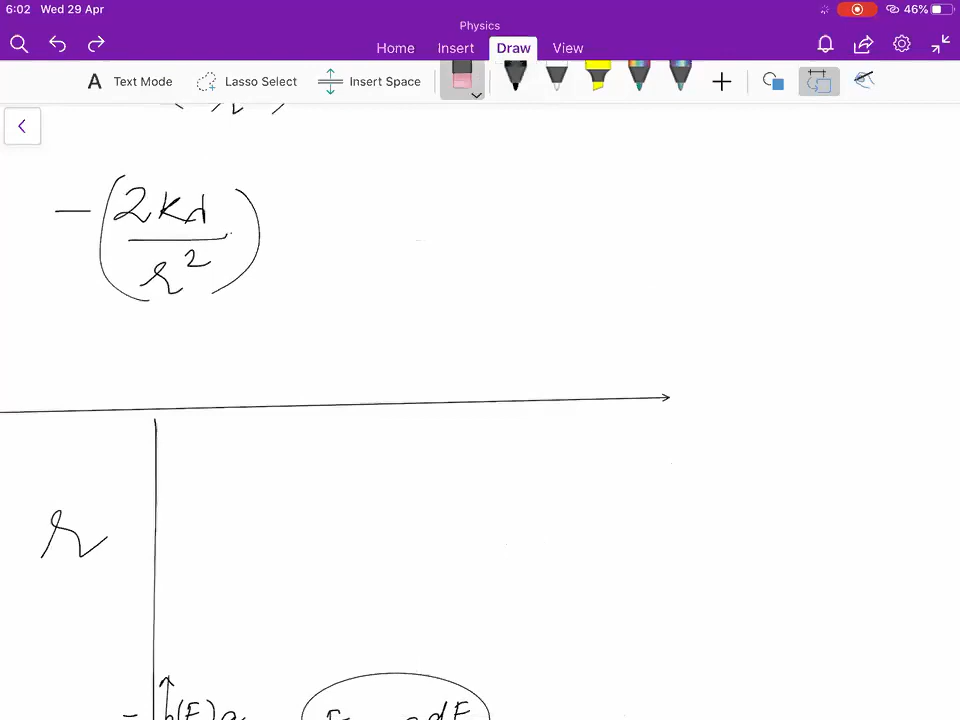 6:02 Wed 29 Apr
46%
Physics
Home Insert Draw View
Text Mode Lasso Select Insert Space
- (2kd
r²)
r